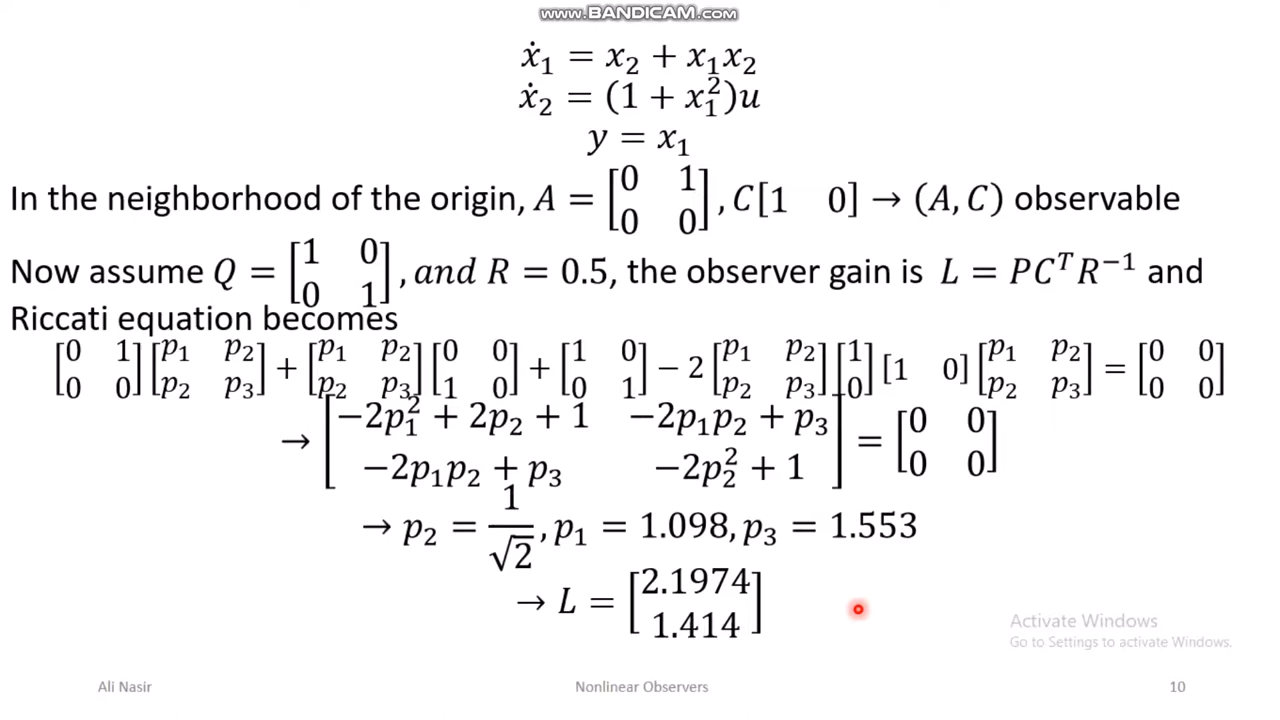 www.BANDICAM.com
ẋ₁ = x₂ + x₁x₂
ẋ₂ = (1 + x₁²)u
y = x₁
In the neighborhood of the origin, A = [0 1; 0 0], C[1 0] → (A, C) observable
Now assume Q = [1 0; 0 1], and R = 0.5, the observer gain is L = PCᵀR⁻¹ and
Riccati equation becomes
[0 1; 0 0][p₁ p₂; p₂ p₃] + [p₁ p₂; p₂ p₃][0 0; 1 0] + [1 0; 0 1] − 2[p₁ p₂; p₂ p₃][1; 0][1 0][p₁ p₂; p₂ p₃] = [0 0; 0 0]
→ [−2p₁² + 2p₂ + 1 −2p₁p₂ + p₃; −2p₁p₂ + p₃ −2p₂² + 1] = [0 0; 0 0]
→ p₂ = 1/√2, p₁ = 1.098, p₃ = 1.553
→ L = [2.1974; 1.414]
Activate Windows
Go to Settings to activate Windows.
Ali Nasir Nonlinear Observers 10